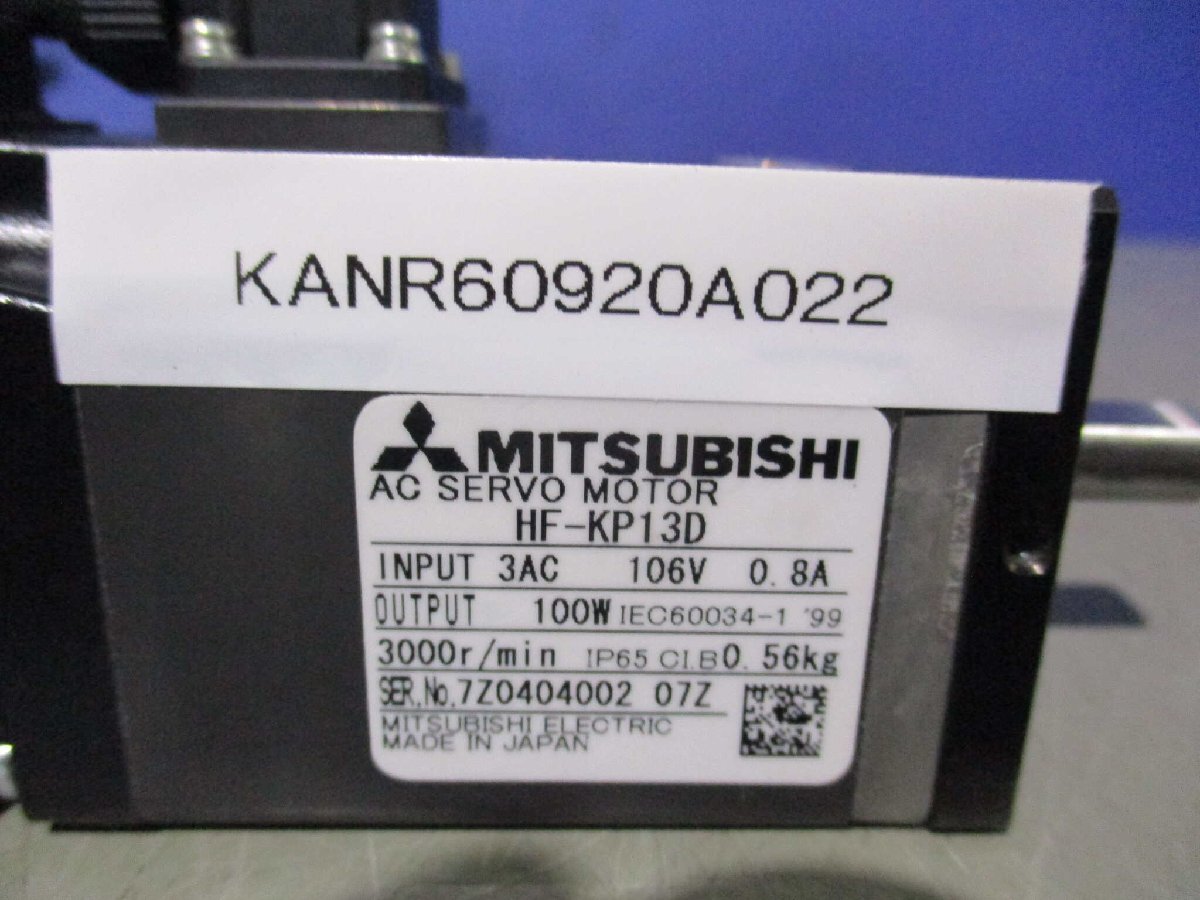 KANR60920A022
MITSUBISHI
AC SERVO MOTOR
HF-KP13D
INPUT 3AC 106V 0.8A
OUTPUT 100W IEC60034-1 '99
3000r/min IP65 CI.B 0.56kg
SER.No.7Z0404002 07Z
MITSUBISHI ELECTRIC
MADE IN JAPAN